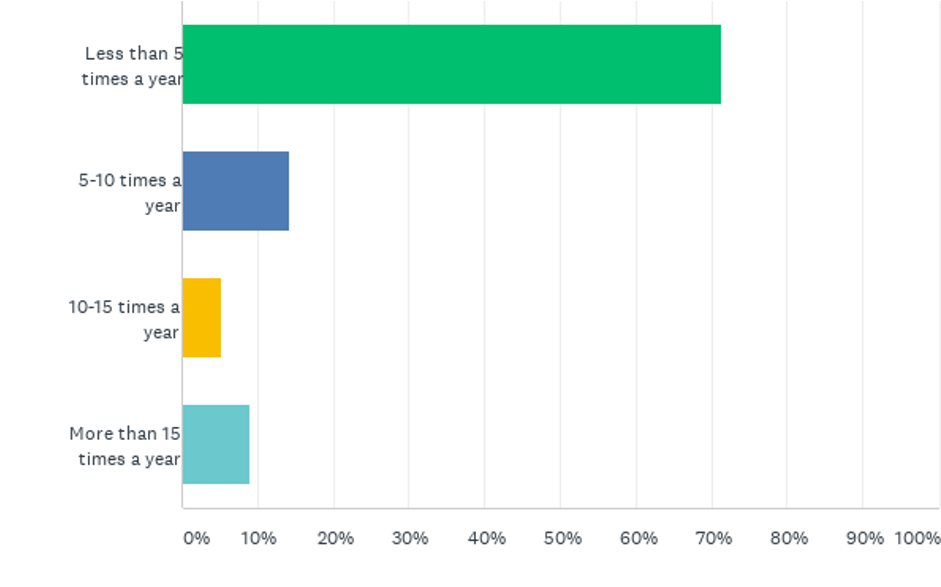 Less than 5
times a year
5-10 times a
year
10-15 times a
year
More than 15
times a year
0% 10% 20% 30% 40% 50% 60% 70% 80% 90% 100%